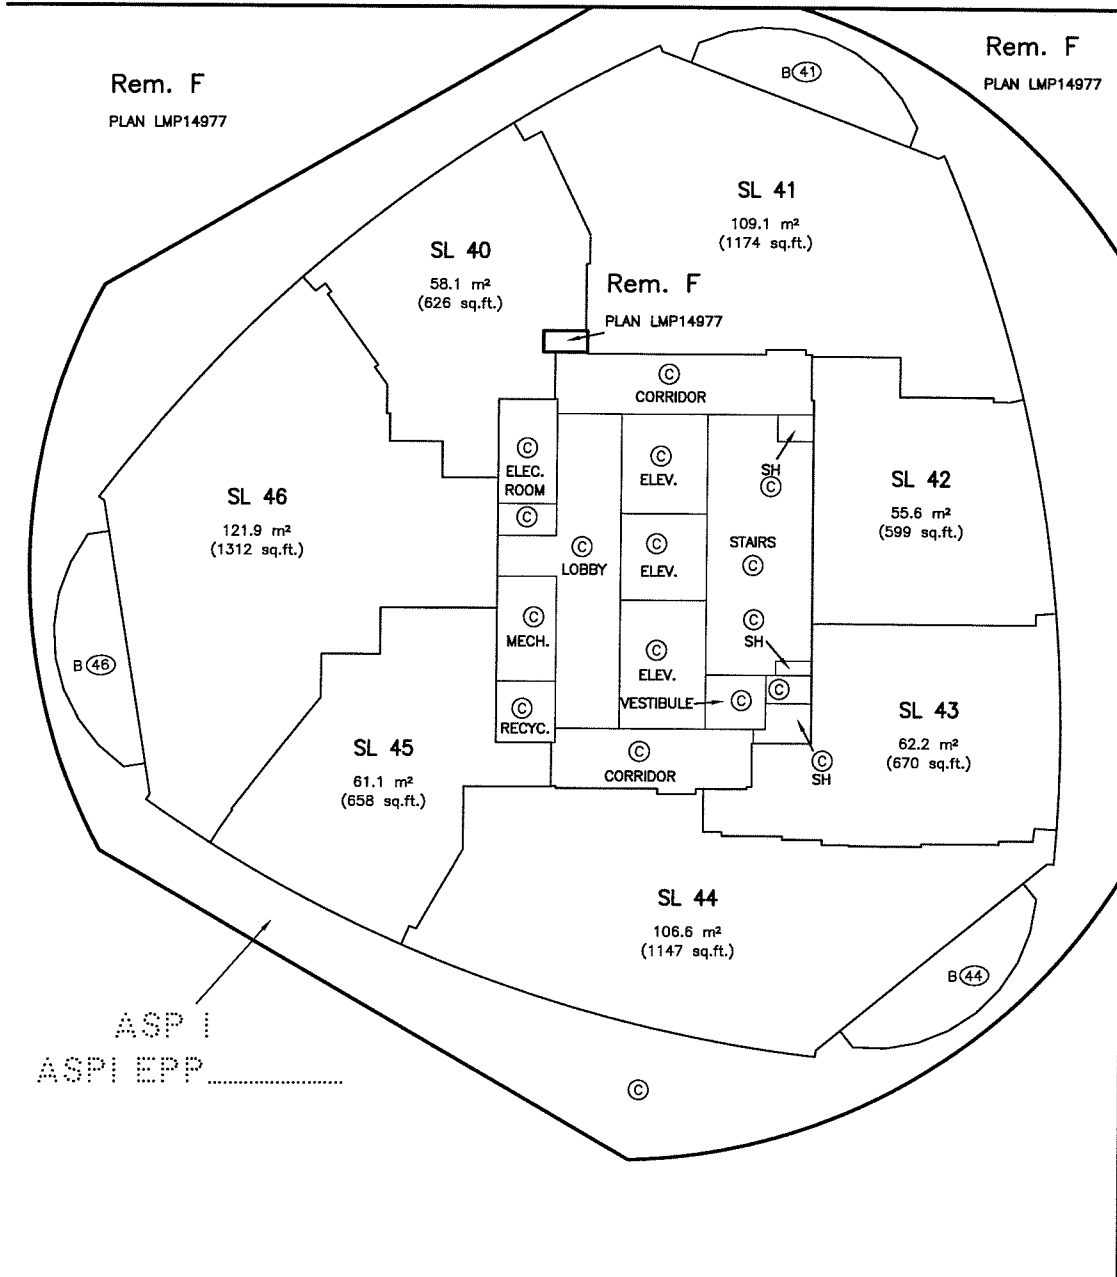 Rem. F
PLAN LMP14977
Rem. F
PLAN LMP14977
B 41
SL 41
109.1 m²
(1174 sq.ft.)
SL 40
58.1 m²
(626 sq.ft.)
Rem. F
PLAN LMP14977
C
CORRIDOR
C
ELEC.
ROOM
C
C
ELEV.
SH
C
SL 42
55.6 m²
(599 sq.ft.)
SL 46
121.9 m²
(1312 sq.ft.)
C
LOBBY
C
ELEV.
STAIRS
C
C
MECH.
C
SH
C
ELEV.
B 46
VESTIBULE
C
C
C
RECYC.
SL 43
62.2 m²
(670 sq.ft.)
SL 45
61.1 m²
(658 sq.ft.)
C
CORRIDOR
C
SH
SL 44
106.6 m²
(1147 sq.ft.)
B 44
ASP I
ASPI EPP
C